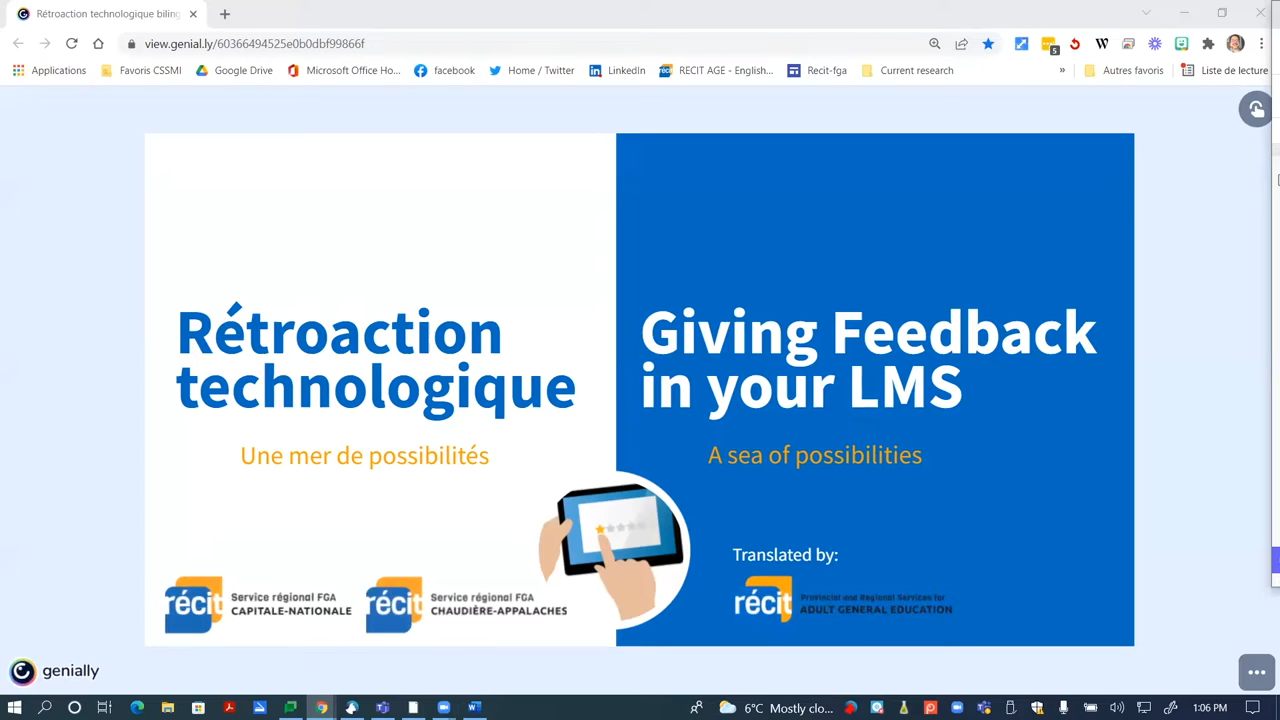 Rétroaction technologique biling
view.genial.ly/60366494525e0b0dbf99866f
5
W
Applications
Favoris CSSMI
Google Drive
Microsoft Office Ho...
facebook
Home / Twitter
LinkedIn
récit
RECIT AGE - English...
Recit-fga
Current research
»
Autres favoris
Liste de lecture
Rétroaction
technologique
Une mer de possibilités
Giving Feedback
in your LMS
A sea of possibilities
Translated by:
récit
Service régional FGA
CAPITALE-NATIONALE
récit
Service régional FGA
CHAUDIÈRE-APPALACHES
récit
Provincial and Regional Services for
ADULT GENERAL EDUCATION
genially
6°C Mostly clo...
1:06 PM